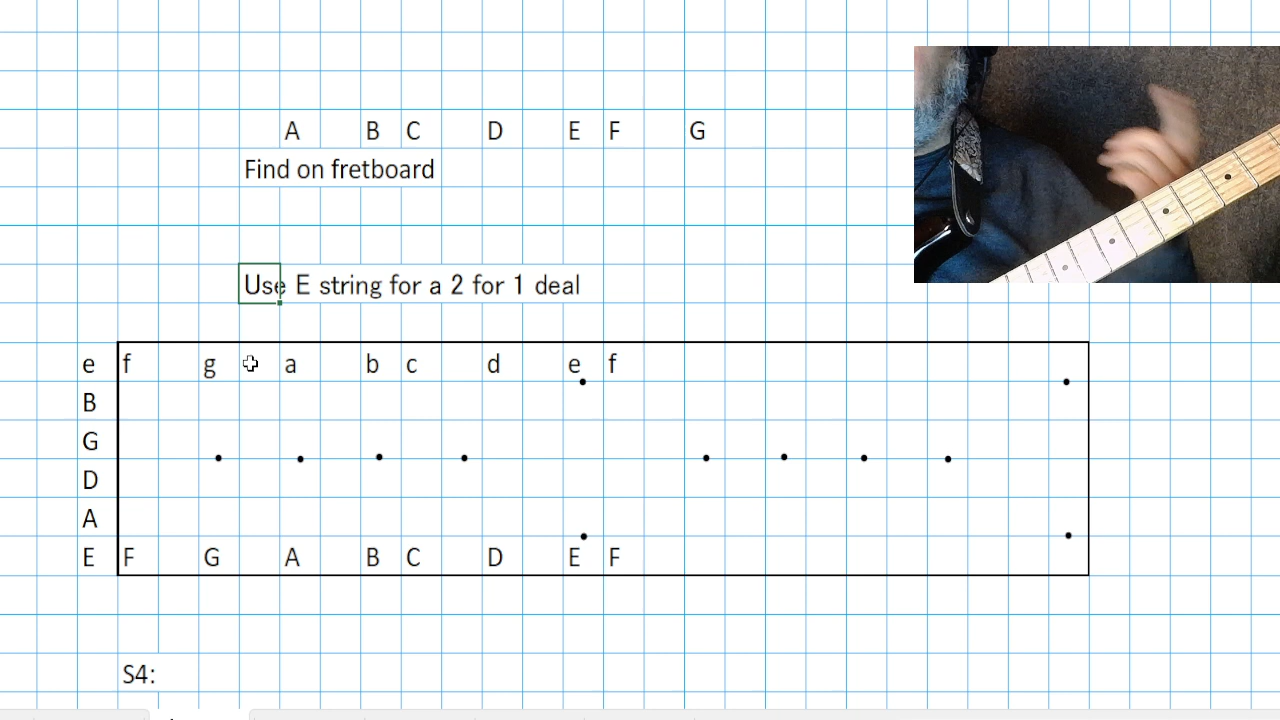 A B C D E F G
Find on fretboard
Use E string for a 2 for 1 deal
e f g a b c d e f
B
G
D
A
E F G A B C D E F
S4: